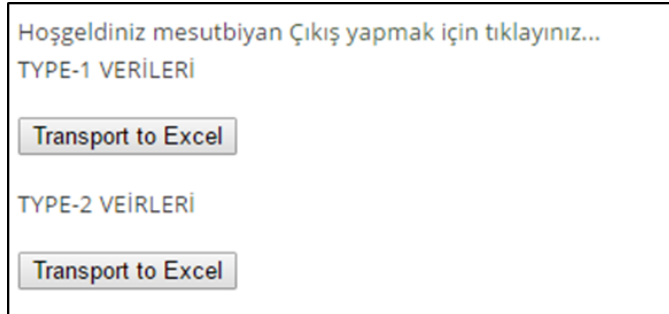 Hoşgeldiniz mesutbiyan Çıkış yapmak için tıklayınız...
TYPE-1 VERİLERİ
Transport to Excel
TYPE-2 VEİRLERİ
Transport to Excel